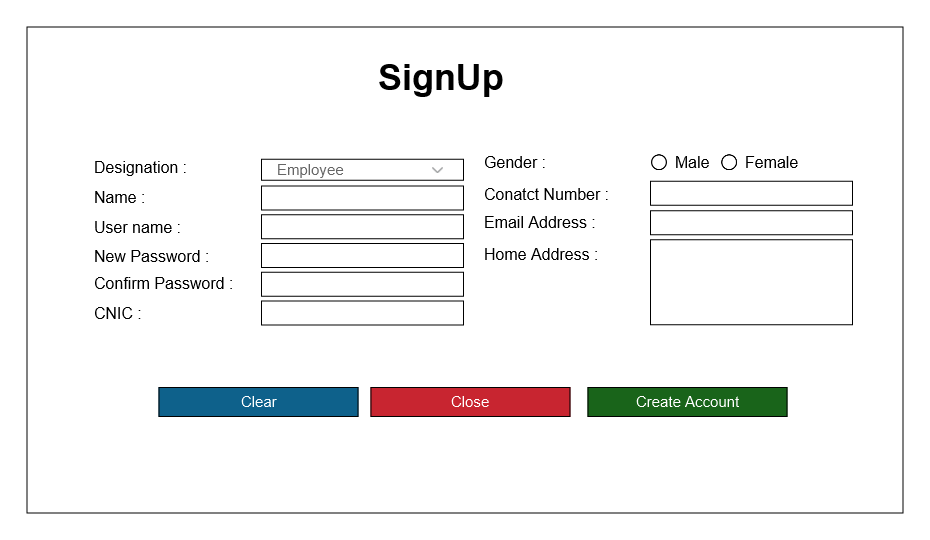 SignUp
Designation :
Employee
Name :
User name :
New Password :
Confirm Password :
CNIC :
Gender :
Male
Female
Conatct Number :
Email Address :
Home Address :
Clear
Close
Create Account